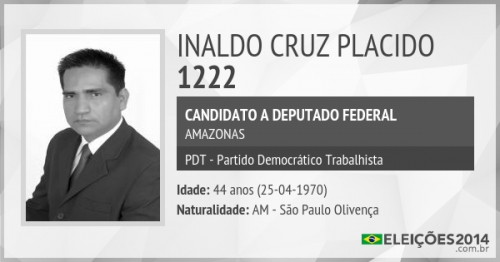 INALDO CRUZ PLACIDO
1222
CANDIDATO A DEPUTADO FEDERAL
AMAZONAS
PDT - Partido Democrático Trabalhista
Idade: 44 anos (25-04-1970)
Naturalidade: AM - São Paulo Olivença
ELEIÇÕES2014
.com.br